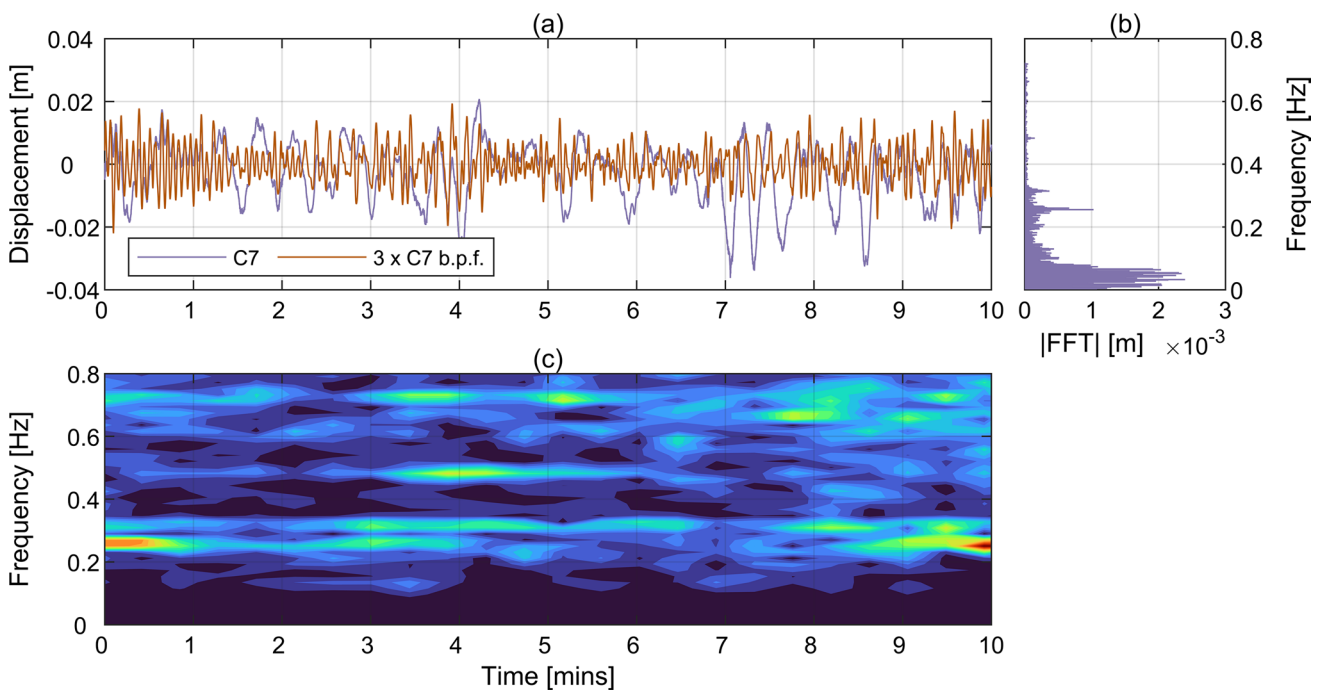 (a)
Displacement [m]
0.04
0.02
0
-0.02
-0.04
C7
3 x C7 b.p.f.
0 1 2 3 4 5 6 7 8 9 10
(b)
0.8
0.6
0.4
0.2
0
Frequency [Hz]
0 1 2 3
|FFT| [m] ×10-3
(c)
Frequency [Hz]
0.8
0.6
0.4
0.2
0
0 1 2 3 4 5 6 7 8 9 10
Time [mins]